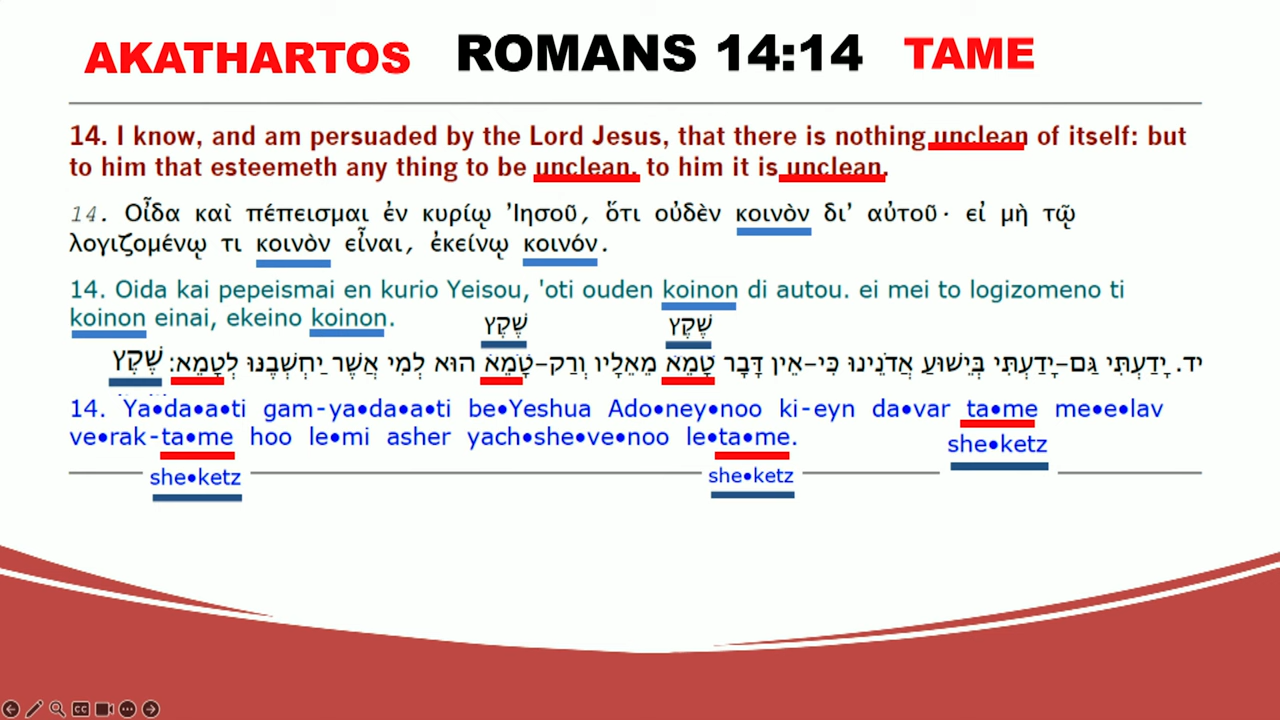 AKATHARTOS ROMANS 14:14 TAME
14. I know, and am persuaded by the Lord Jesus, that there is nothing unclean of itself: but
to him that esteemeth any thing to be unclean, to him it is unclean.
14. Οἶδα καὶ πέπεισμαι ἐν κυρίῳ Ἰησοῦ, ὅτι οὐδὲν κοινὸν δι’ αὐτοῦ· εἰ μὴ τῷ
λογιζομένῳ τι κοινὸν εἶναι, ἐκείνῳ κοινόν.
14. Oida kai pepeismai en kurio Yeisou, 'oti ouden koinon di autou. ei mei to logizomeno ti
koinon einai, ekeino koinon.
שֶׁקֶץ שֶׁקֶץ
יד. יָדַעְתִּי גַּם-יָדַעְתִּי בְּיֵשׁוּעַ אֲדֹנֵינוּ כִּי-אֵין דָּבָר טָמֵא מֵאֵלָיו וְרַק-טָמֵא הוּא לְמִי אֲשֶׁר יַחְשְׁבֶנּוּ לְטָמֵא: שֶׁקֶץ
14. Ya•da•a•ti gam-ya•da•a•ti be•Yeshua Ado•ney•noo ki-eyn da•var ta•me me•e•lav
ve•rak-ta•me hoo le•mi asher yach•she•ve•noo le•ta•me.
she•ketz
she•ketz she•ketz
CC